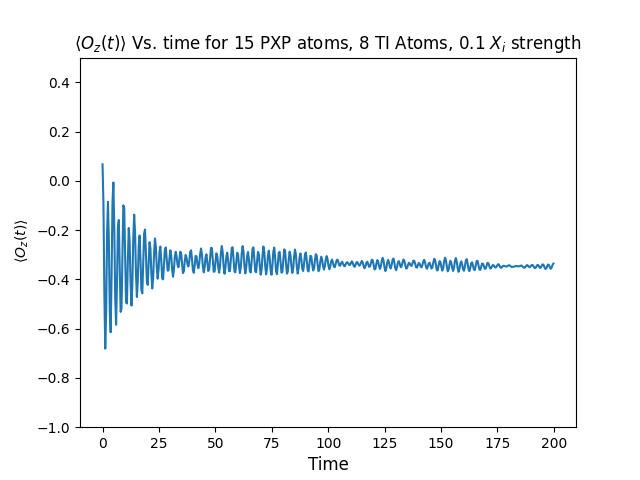 ⟨O_z(t)⟩ Vs. time for 15 PXP atoms, 8 TI Atoms, 0.1 X_i strength
0.4
0.2
0.0
−0.2
−0.4
−0.6
−0.8
−1.0
⟨O_z(t)⟩
0 25 50 75 100 125 150 175 200
Time